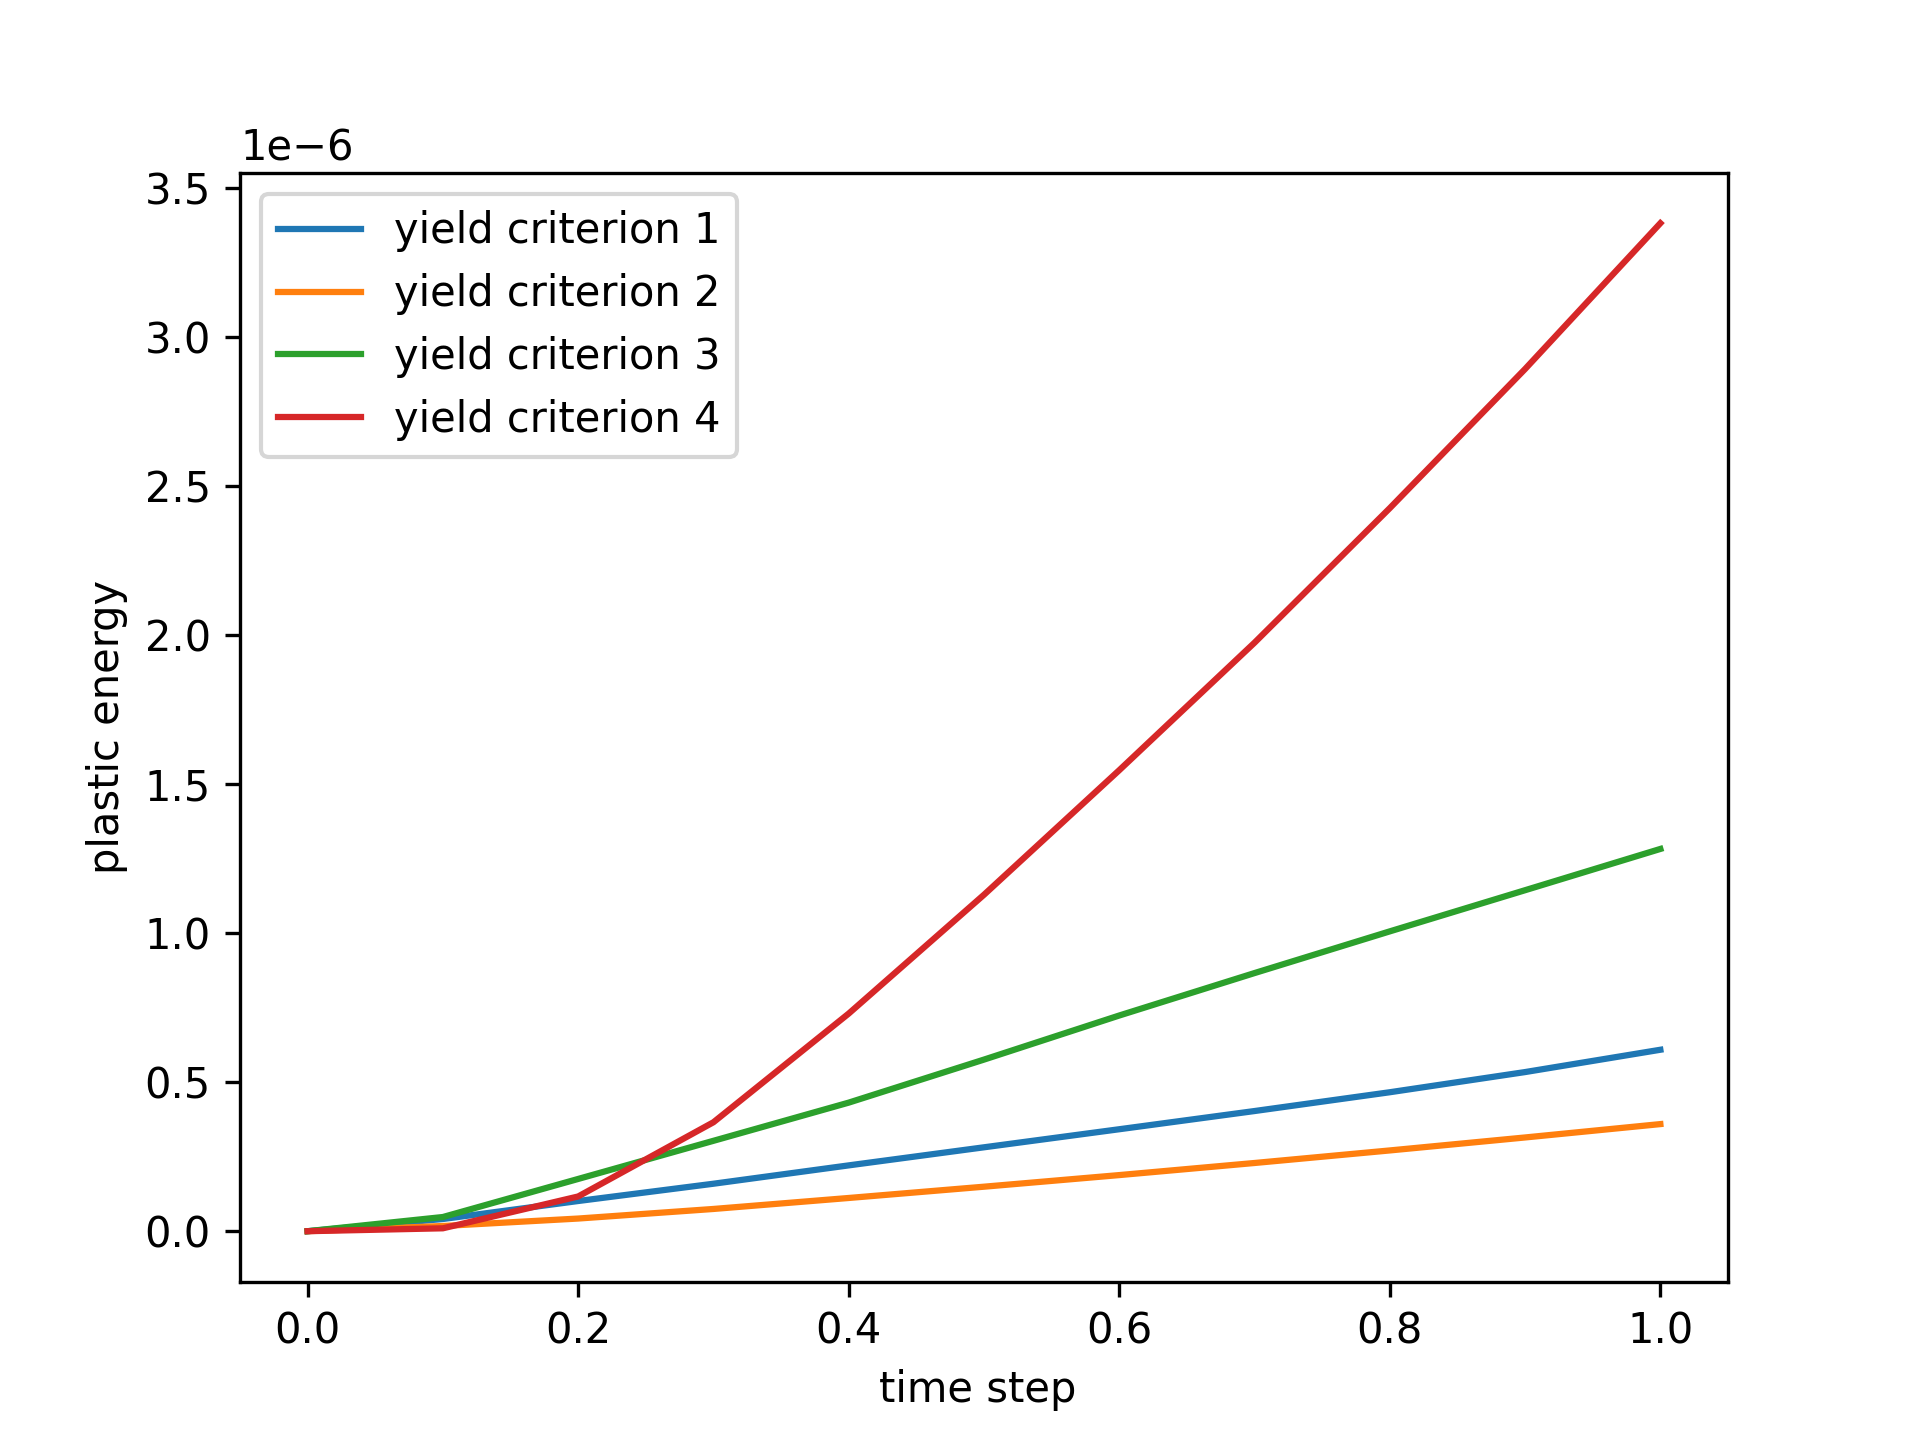 1e−6
3.5
3.0
2.5
2.0
1.5
1.0
0.5
0.0
plastic energy
yield criterion 1
yield criterion 2
yield criterion 3
yield criterion 4
0.0 0.2 0.4 0.6 0.8 1.0
time step